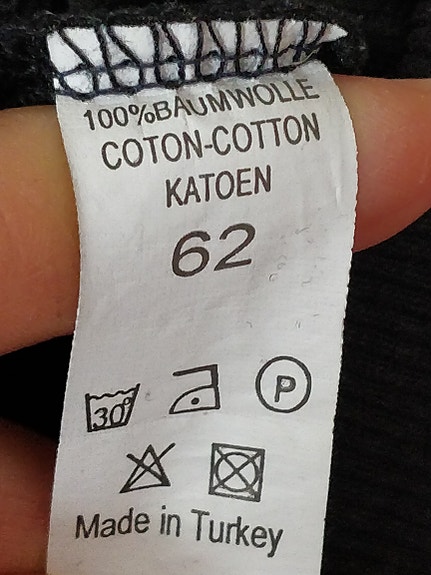 100%BAUMWOLLE
COTON-COTTON
KATOEN
62
30°
P
Made in Turkey